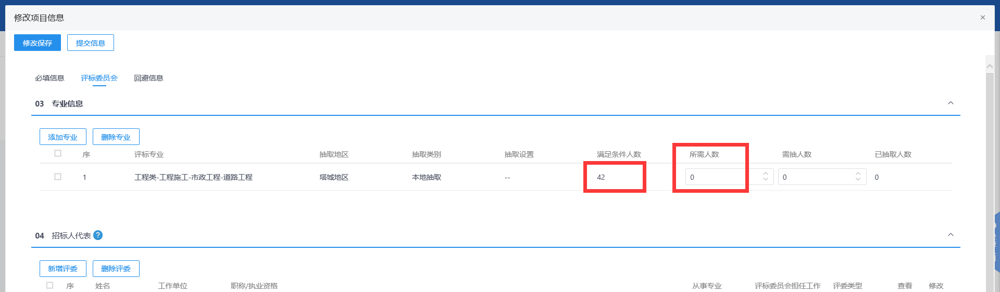 修改项目信息
修改保存 提交信息
必填信息 评标委员会 回避信息
03 专业信息
添加专业 删除专业
序 评标专业 抽取地区 抽取类别 抽取设置 满足条件人数 所需人数 需抽人数 已抽取人数
1 工程类-工程施工-市政工程-道路工程 塔城地区 本地抽取 -- 42 0 0 0
04 招标人代表 ?
新增评委 删除评委
序 姓名 工作单位 职称/执业资格 从事专业 评标委员会担任工作 评委类型 查看 修改